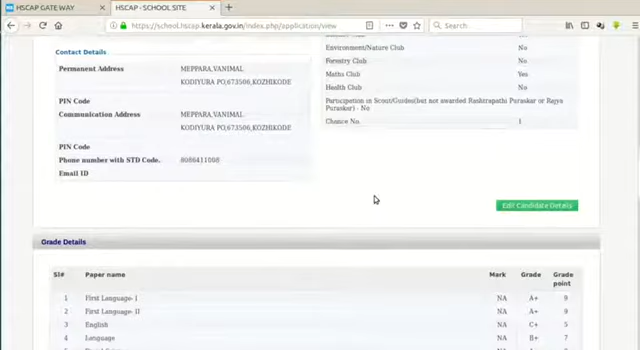 HSCAP GATE WAY
HSCAP - SCHOOL SITE
https://school.hscap.kerala.gov.in/index.php/application/view
Search
Contact Details
Permanent Address MEPPARA,VANIMAL
KODIYURA PO,673506,KOZHIKODE
PIN Code
Communication Address MEPPARA,VANIMAL
KODIYURA PO,673506,KOZHIKODE
PIN Code
Phone number with STD Code. 8086411008
Email ID
No
Environment/Nature Club No
Forestry Club No
Maths Club Yes
Health Club No
Participation in Scout/Guides(but not awarded Rashtrapathi Puraskar or Rajya
Puraskar) - No
Chance No. 1
Edit Candidate Details
Grade Details
Sl# Paper name Mark Grade Grade
point
1 First Language- I NA A+ 9
2 First Language- II NA A+ 9
3 English NA C+ 5
4 Language NA B+ 7